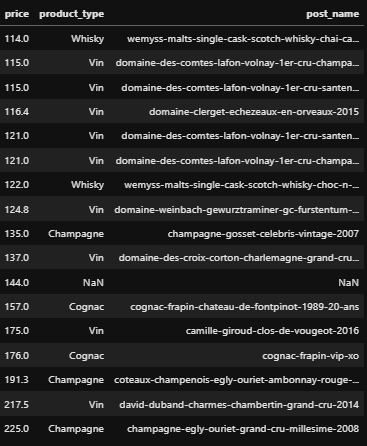 price product_type post_name
114.0 Whisky wemyss-malts-single-cask-scotch-whisky-chai-ca...
115.0 Vin domaine-des-comtes-lafon-volnay-1er-cru-champa...
115.0 Vin domaine-des-comtes-lafon-volnay-1er-cru-santen...
116.4 Vin domaine-clerget-echezeaux-en-orveaux-2015
121.0 Vin domaine-des-comtes-lafon-volnay-1er-cru-santen...
121.0 Vin domaine-des-comtes-lafon-volnay-1er-cru-champa...
122.0 Whisky wemyss-malts-single-cask-scotch-whisky-choc-n-...
124.8 Vin domaine-weinbach-gewurztraminer-gc-furstentum-...
135.0 Champagne champagne-gosset-celebris-vintage-2007
137.0 Vin domaine-des-croix-corton-charlemagne-grand-cru...
144.0 NaN NaN
157.0 Cognac cognac-frapin-chateau-de-fontpinot-1989-20-ans
175.0 Vin camille-giroud-clos-de-vougeot-2016
176.0 Cognac cognac-frapin-vip-xo
191.3 Champagne coteaux-champenois-egly-ouriet-ambonnay-rouge-...
217.5 Vin david-duband-charmes-chambertin-grand-cru-2014
225.0 Champagne champagne-egly-ouriet-grand-cru-millesime-2008